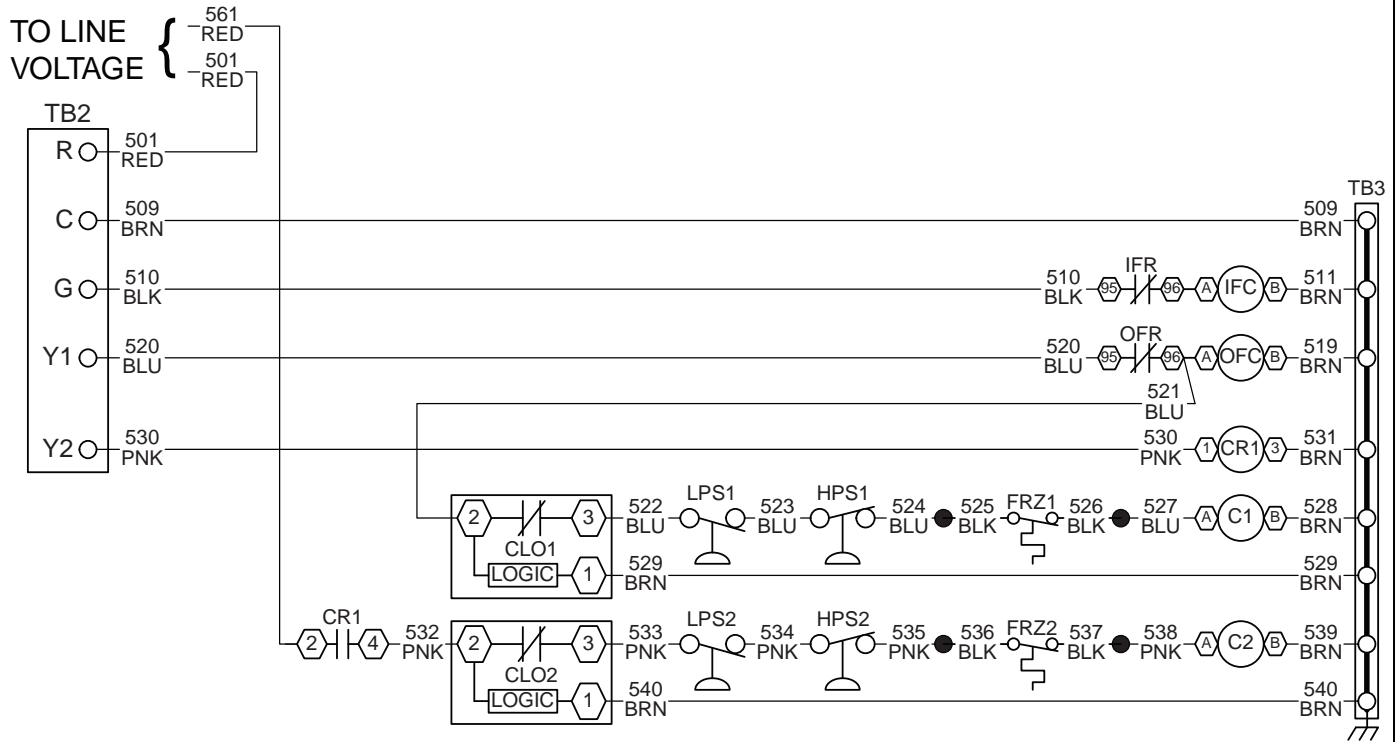 TO LINE
VOLTAGE
561
RED
501
RED
TB2
R 501
RED
TB3
C 509
BRN
509
BRN
G 510
BLK
510
BLK
IFR
95 96 A IFC B
511
BRN
Y1 520
BLU
520
BLU
OFR
95 96 A OFC B
519
BRN
521
BLU
Y2 530
PNK
530
PNK
1 CR1 3
531
BRN
2 3
CLO1
LOGIC 1
522
BLU
LPS1
523
BLU
HPS1
524
BLU
525
BLK
FRZ1
526
BLK
527
BLU
A C1 B
528
BRN
529
BRN
529
BRN
CR1
2 4
532
PNK
2 3
CLO2
LOGIC 1
533
PNK
LPS2
534
PNK
HPS2
535
PNK
536
BLK
FRZ2
537
BLK
538
PNK
A C2 B
539
BRN
540
BRN
540
BRN